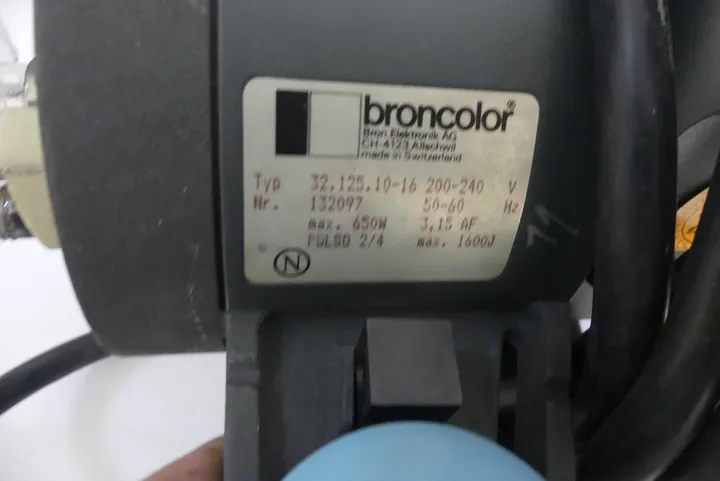 broncolor®
Bron Elektronik AG
CH-4123 Allschwil
made in Switzerland
Typ 32.125.10-16 200-240 V
Nr. 132097 50-60 Hz
max. 650W 3,15 AF
PULSO 2/4 max. 1600J
N